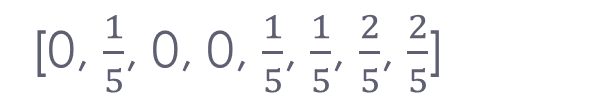 [0, 1/5, 0, 0, 1/5, 1/5, 2/5, 2/5]